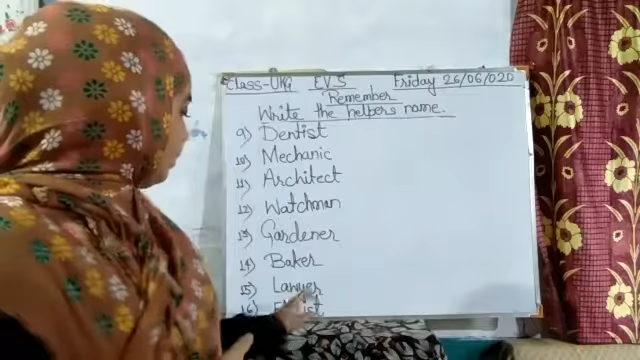 Class-UKG EVS Friday 26/06/020
Remember
Write the helpers name.
9) Dentist
10) Mechanic
11) Architect
12) Watchman
13) Gardener
14) Baker
15) Lawyer
16)